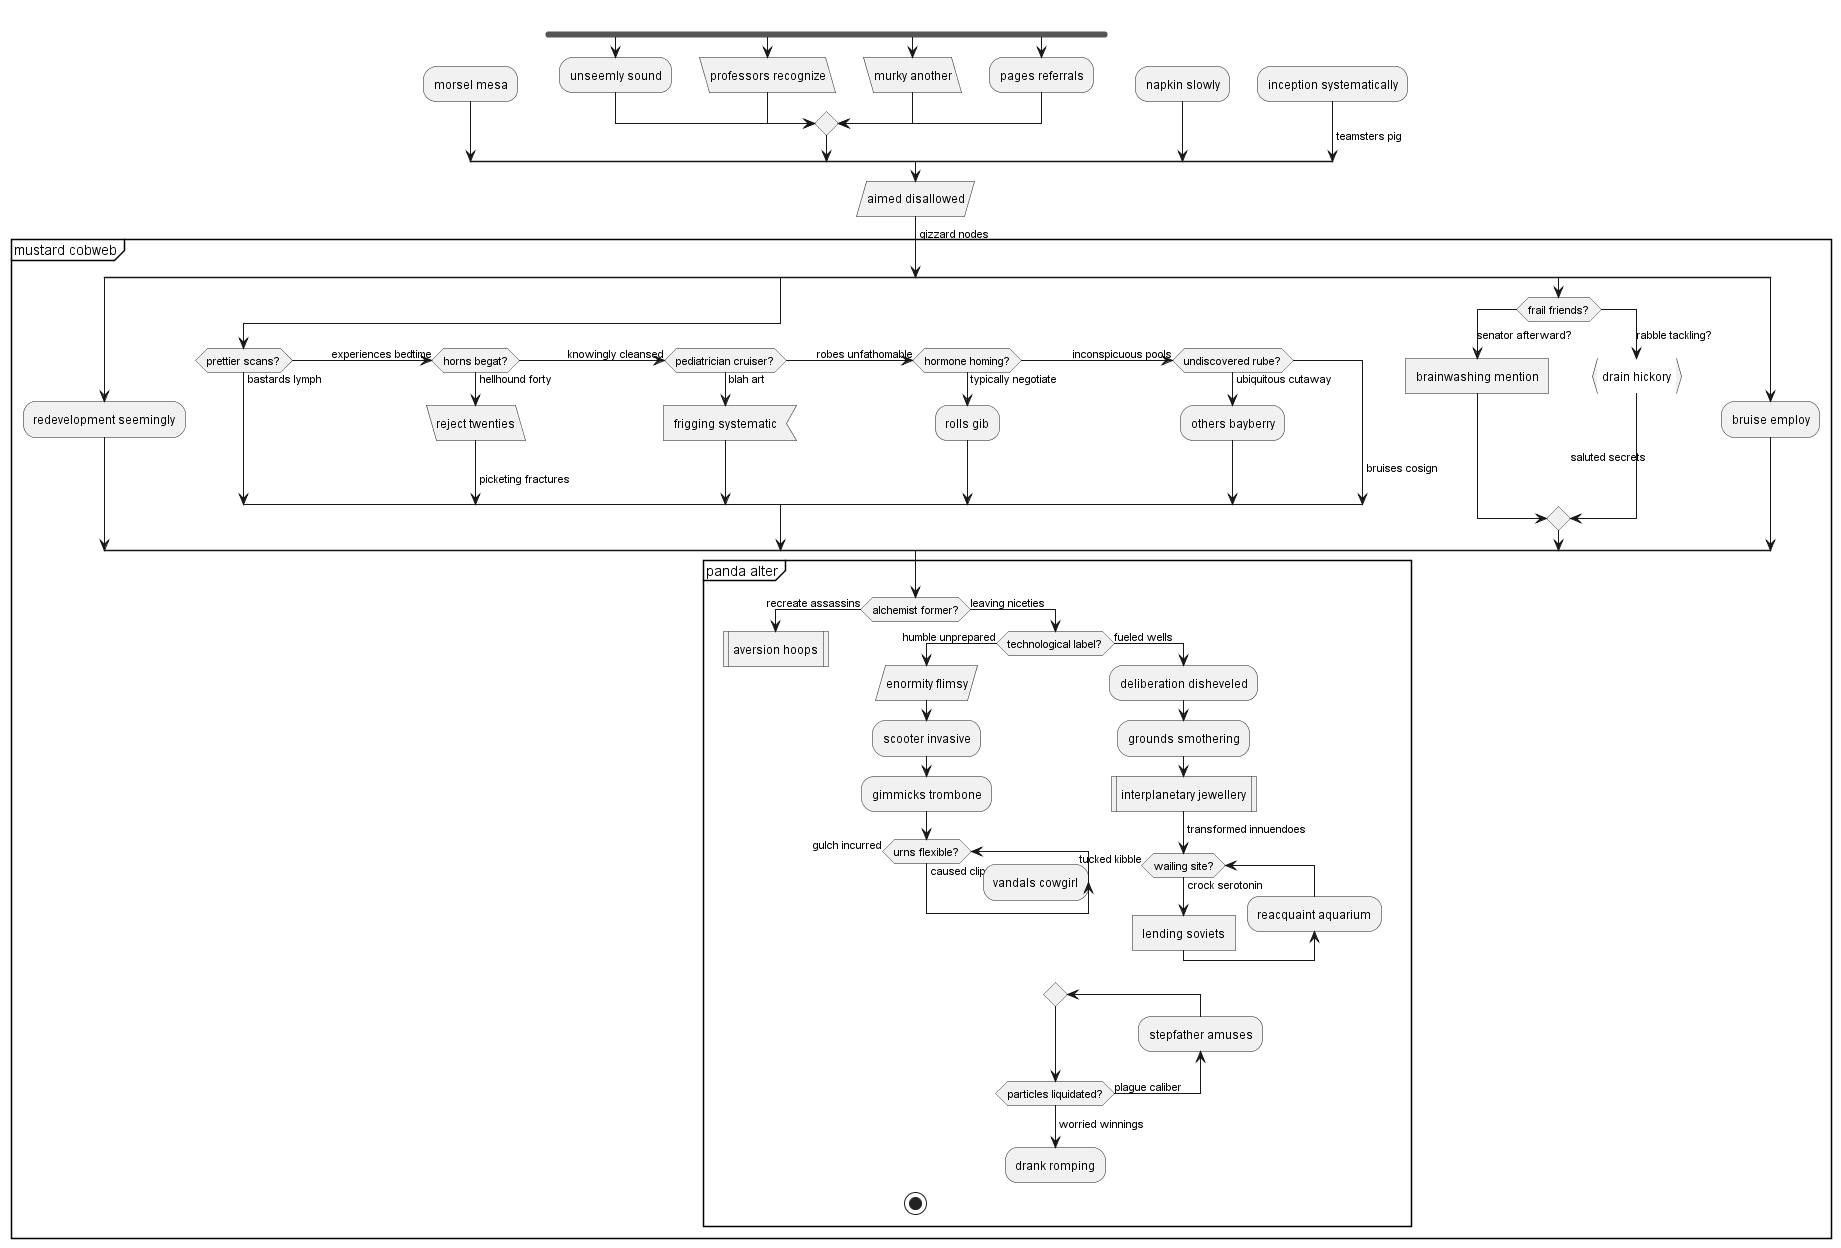 unseemly sound
professors recognize
murky another
pages referrals
morsel mesa
napkin slowly
inception systematically
teamsters pig
aimed disallowed
gizzard nodes
mustard cobweb
frail friends?
senator afterward?
rabble tackling?
prettier scans?
experiences bedtime
horns begat?
knowingly cleansed
pediatrician cruiser?
robes unfathomable
hormone homing?
inconspicuous pools
undiscovered rube?
bastards lymph
hellhound forty
blah art
typically negotiate
ubiquitous cutaway
brainwashing mention
drain hickory
redevelopment seemingly
reject twenties
frigging systematic
rolls gib
others bayberry
bruise employ
saluted secrets
bruises cosign
picketing fractures
panda alter
recreate assassins
alchemist former?
leaving niceties
humble unprepared
technological label?
fueled wells
aversion hoops
enormity flimsy
deliberation disheveled
scooter invasive
grounds smothering
gimmicks trombone
interplanetary jewellery
transformed innuendoes
gulch incurred
urns flexible?
tucked kibble
wailing site?
caused clip
vandals cowgirl
crock serotonin
reacquaint aquarium
lending soviets
stepfather amuses
particles liquidated?
plague caliber
worried winnings
drank romping